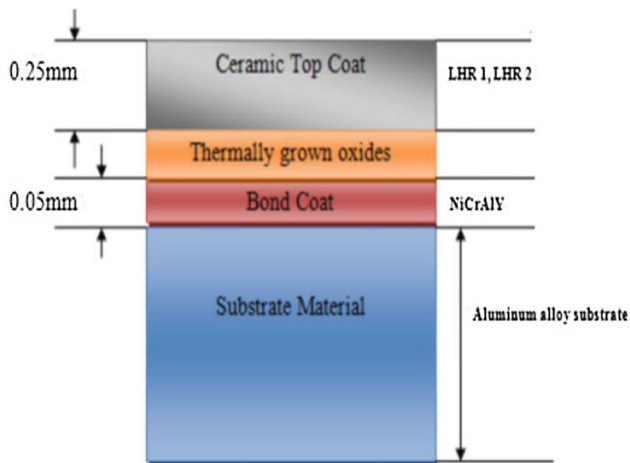 0.25mm
Ceramic Top Coat
LHR 1, LHR 2
Thermally grown oxides
0.05mm
Bond Coat
NiCrAlY
Substrate Material
Aluminum alloy substrate